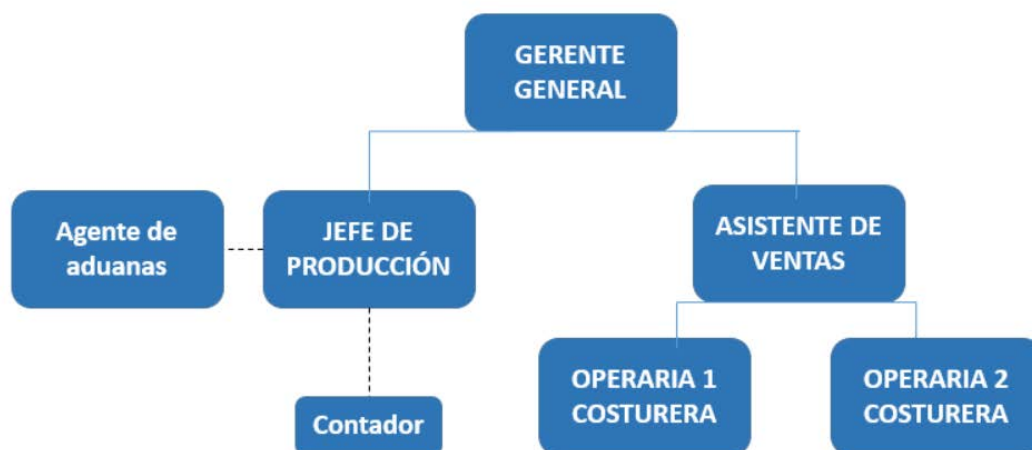 GERENTE
GENERAL
Agente de
aduanas
JEFE DE
PRODUCCIÓN
ASISTENTE DE
VENTAS
Contador
OPERARIA 1
COSTURERA
OPERARIA 2
COSTURERA